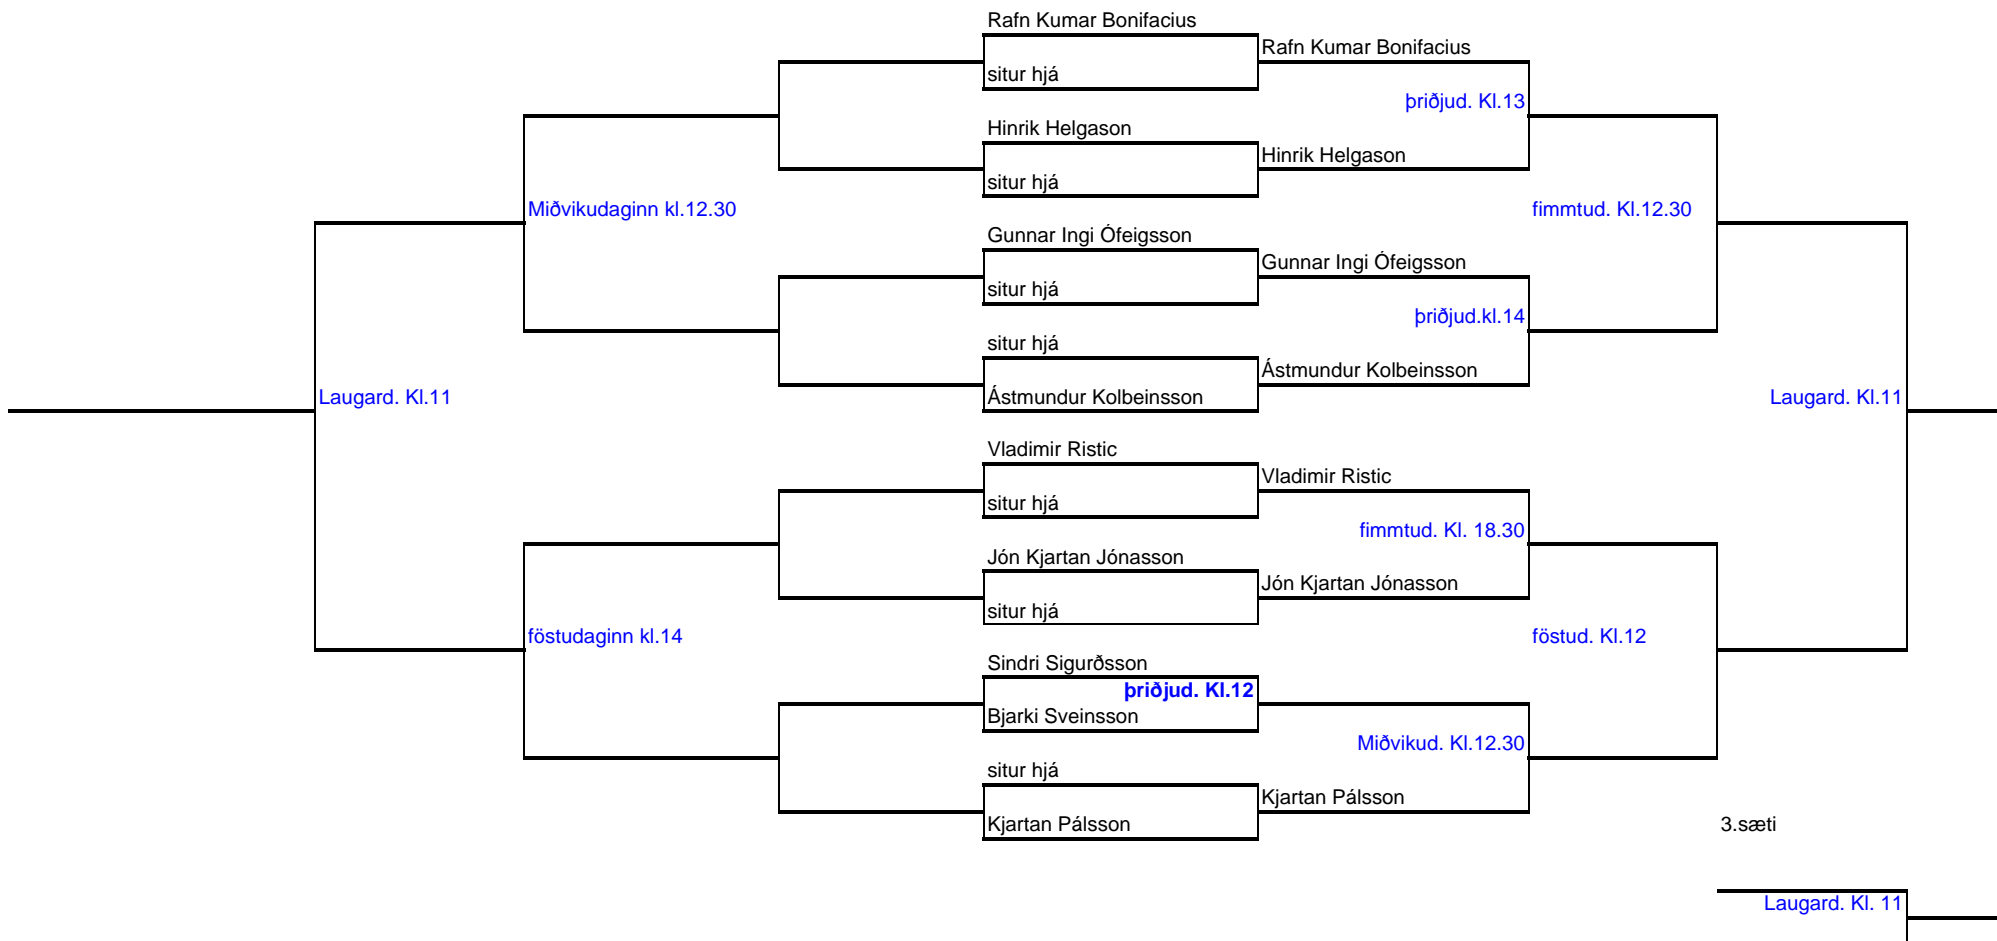 Rafn Kumar Bonifacius
Rafn Kumar Bonifacius
situr hjá
þriðjud. Kl.13
Hinrik Helgason
Hinrik Helgason
situr hjá
Miðvikudaginn kl.12.30
fimmtud. Kl.12.30
Gunnar Ingi Ófeigsson
Gunnar Ingi Ófeigsson
situr hjá
þriðjud.kl.14
situr hjá
Ástmundur Kolbeinsson
Laugard. Kl.11
Ástmundur Kolbeinsson
Laugard. Kl.11
Vladimir Ristic
Vladimir Ristic
situr hjá
fimmtud. Kl. 18.30
Jón Kjartan Jónasson
Jón Kjartan Jónasson
situr hjá
föstudaginn kl.14
föstud. Kl.12
Sindri Sigurðsson
þriðjud. Kl.12
Bjarki Sveinsson
Miðvikud. Kl.12.30
situr hjá
Kjartan Pálsson
Kjartan Pálsson
3.sæti
Laugard. Kl. 11